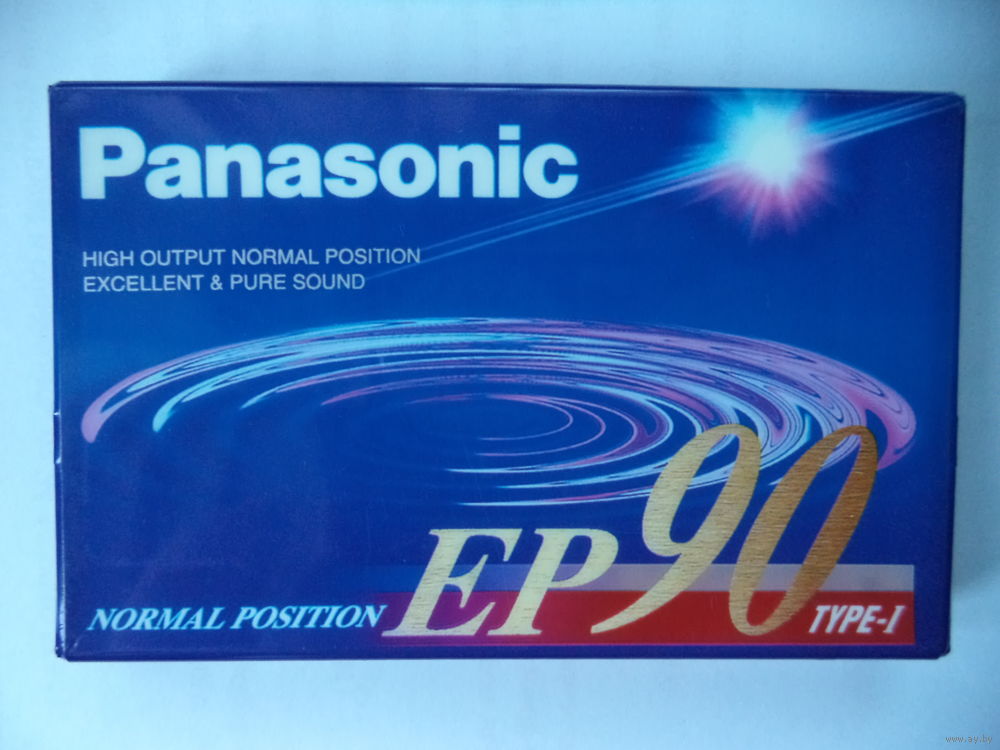 Panasonic
HIGH OUTPUT NORMAL POSITION
EXCELLENT & PURE SOUND
EP90
NORMAL POSITION
TYPE-I
www.ay.by